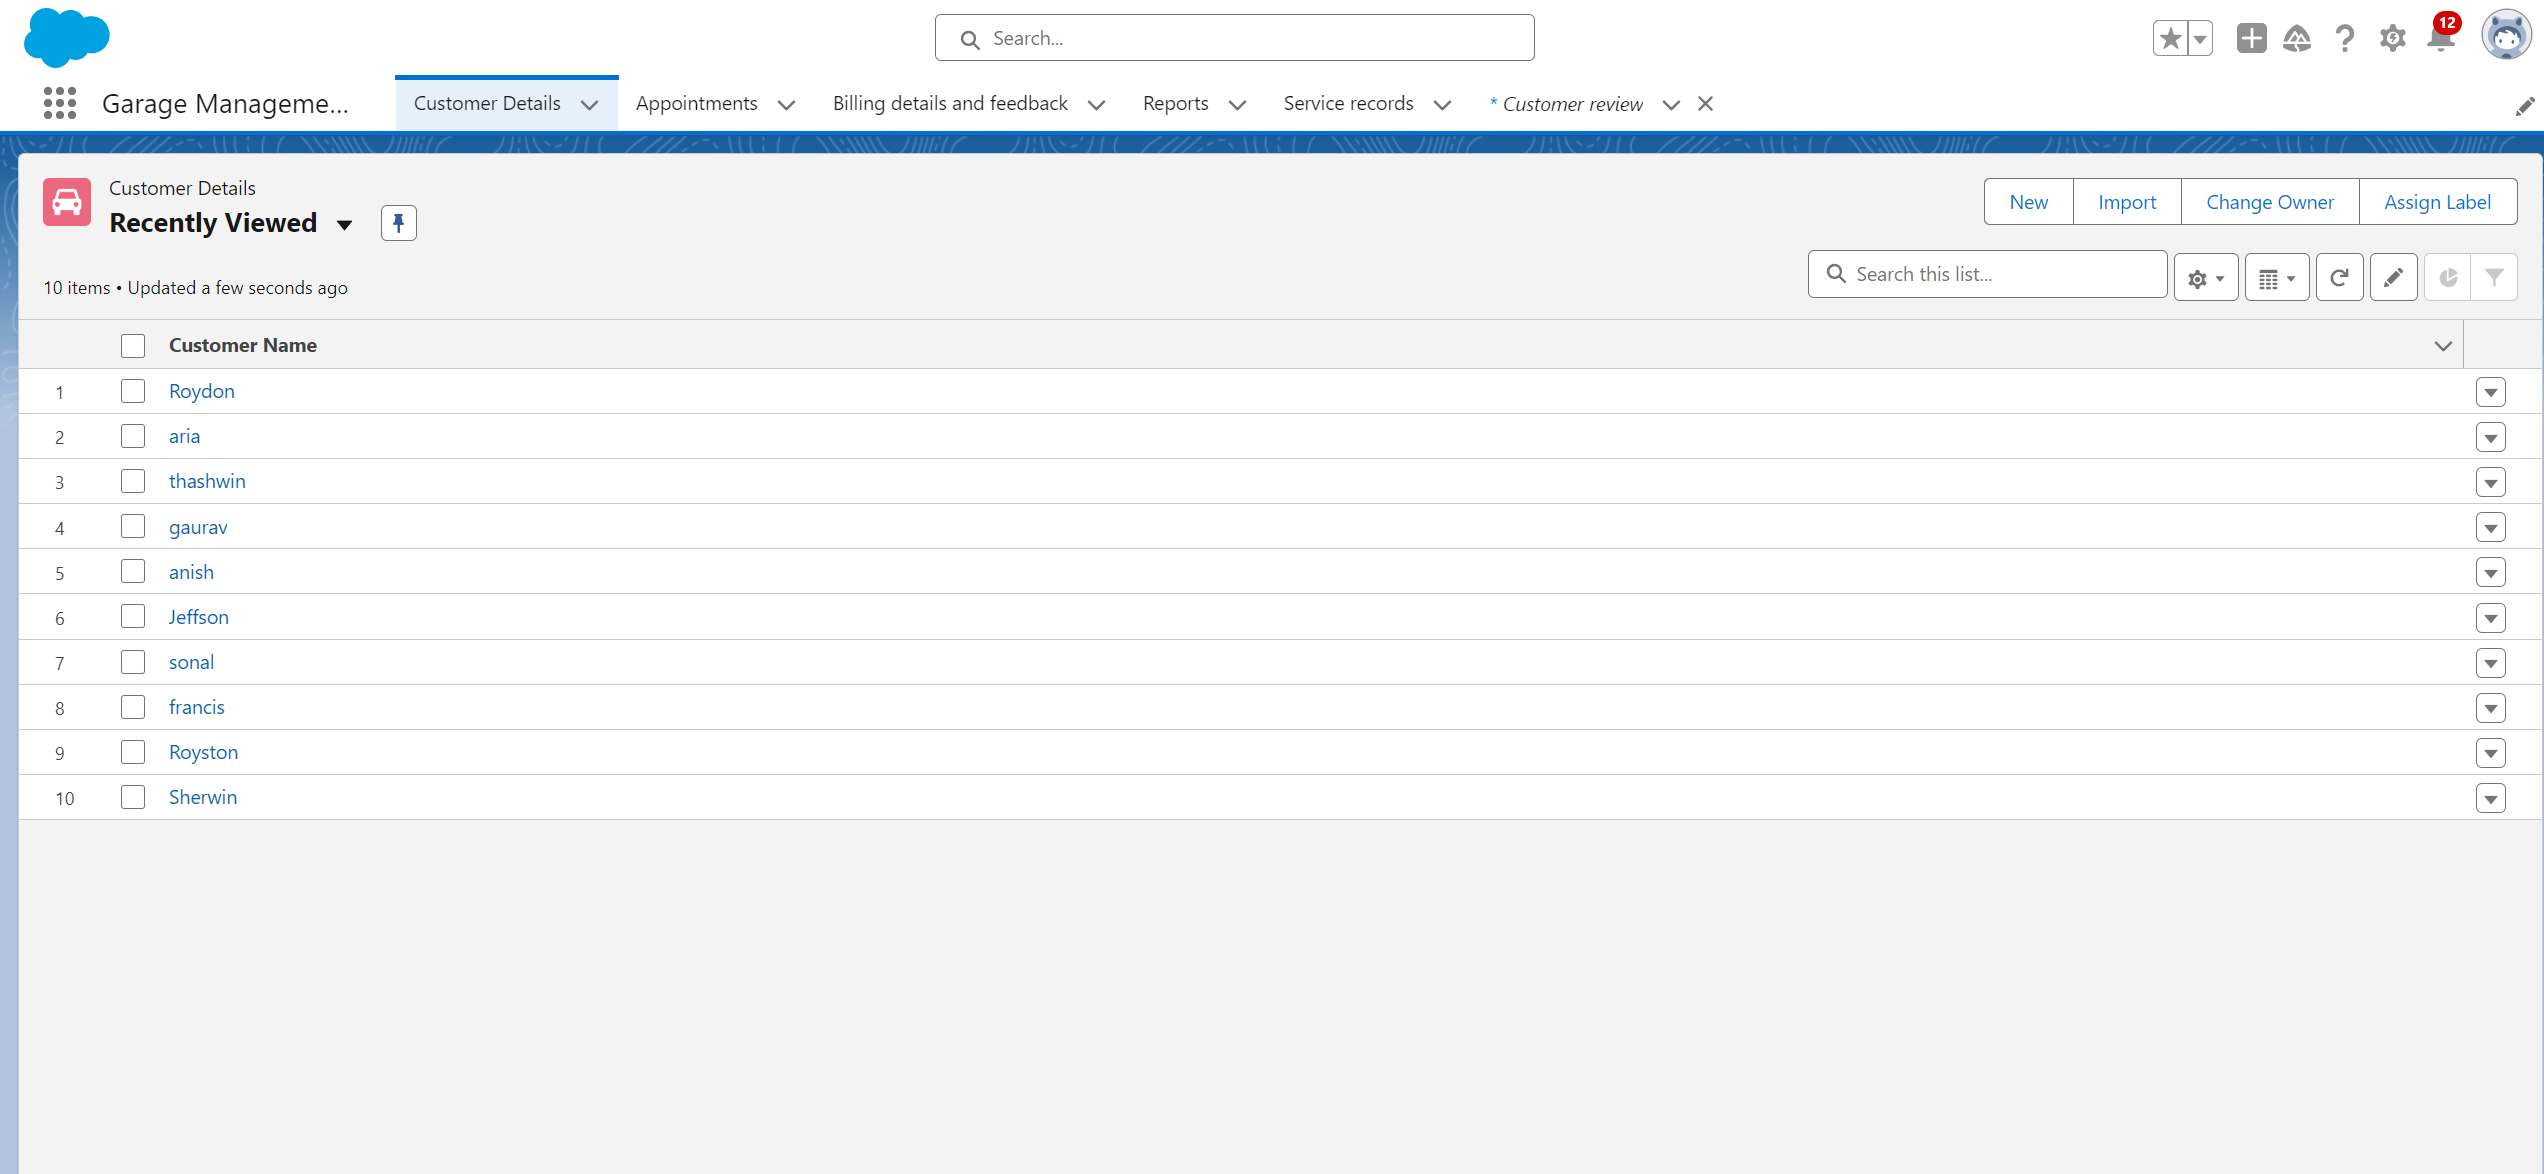 Search...
12
Garage Manageme...
Customer Details
Appointments
Billing details and feedback
Reports
Service records
* Customer review
Customer Details
Recently Viewed
New
Import
Change Owner
Assign Label
10 items • Updated a few seconds ago
Search this list...
Customer Name
1 Roydon
2 aria
3 thashwin
4 gaurav
5 anish
6 Jeffson
7 sonal
8 francis
9 Royston
10 Sherwin